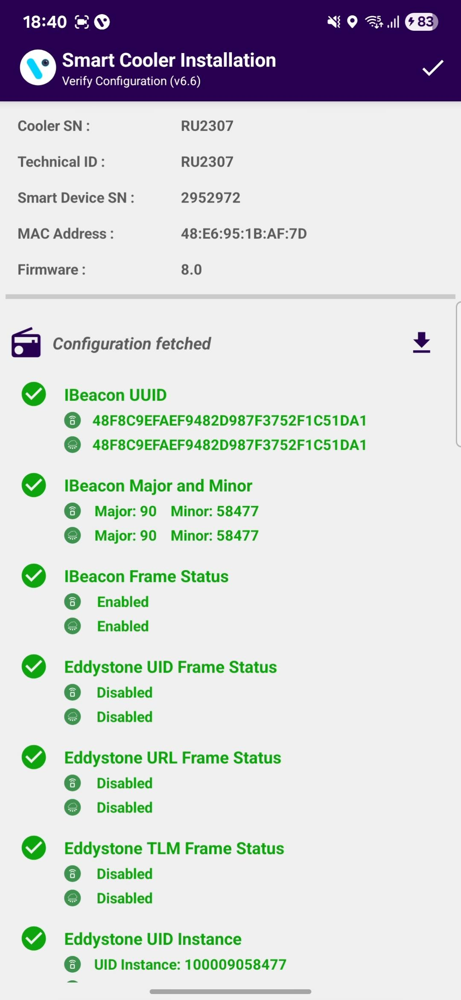 18:40
5
83
Smart Cooler Installation
Verify Configuration (v6.6)
Cooler SN : RU2307
Technical ID : RU2307
Smart Device SN : 2952972
MAC Address : 48:E6:95:1B:AF:7D
Firmware : 8.0
Configuration fetched
IBeacon UUID
48F8C9EFAEF9482D987F3752F1C51DA1
48F8C9EFAEF9482D987F3752F1C51DA1
IBeacon Major and Minor
Major: 90 Minor: 58477
Major: 90 Minor: 58477
IBeacon Frame Status
Enabled
Enabled
Eddystone UID Frame Status
Disabled
Disabled
Eddystone URL Frame Status
Disabled
Disabled
Eddystone TLM Frame Status
Disabled
Disabled
Eddystone UID Instance
UID Instance: 100009058477